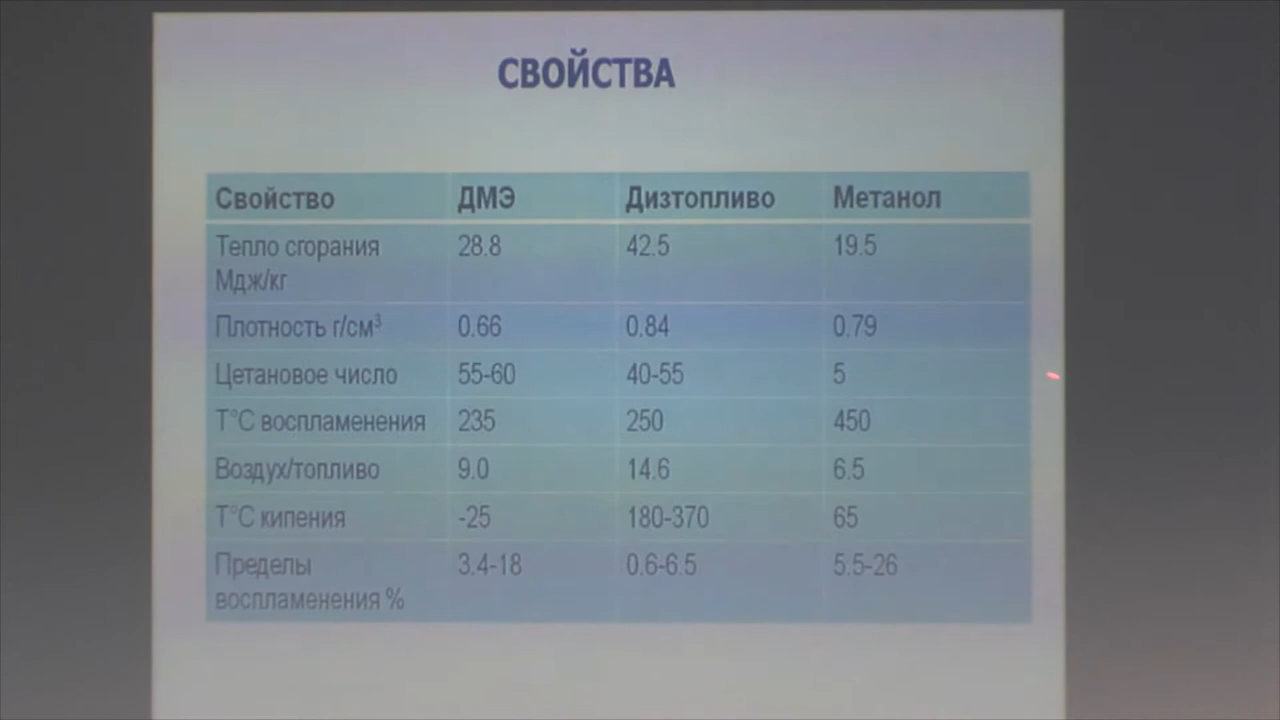 СВОЙСТВА
Свойство ДМЭ Дизтопливо Метанол
Тепло сгорания 28.8 42.5 19.5
Мдж/кг
Плотность г/см³ 0.66 0.84 0.79
Цетановое число 55-60 40-55 5
Т°С воспламенения 235 250 450
Воздух/топливо 9.0 14.6 6.5
Т°С кипения -25 180-370 65
Пределы 3.4-18 0.6-6.5 5.5-26
воспламенения %